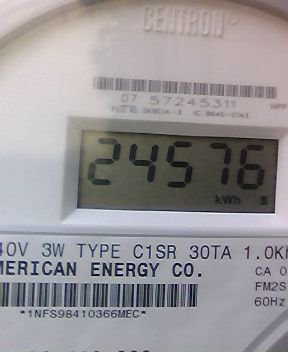 CENTRON
07 57245311
24576
kWh
40V 3W TYPE C1SR 30TA 1.0K
MERICAN ENERGY CO.
CA 0
FM2S
60Hz
*1NFS98410366MEC*